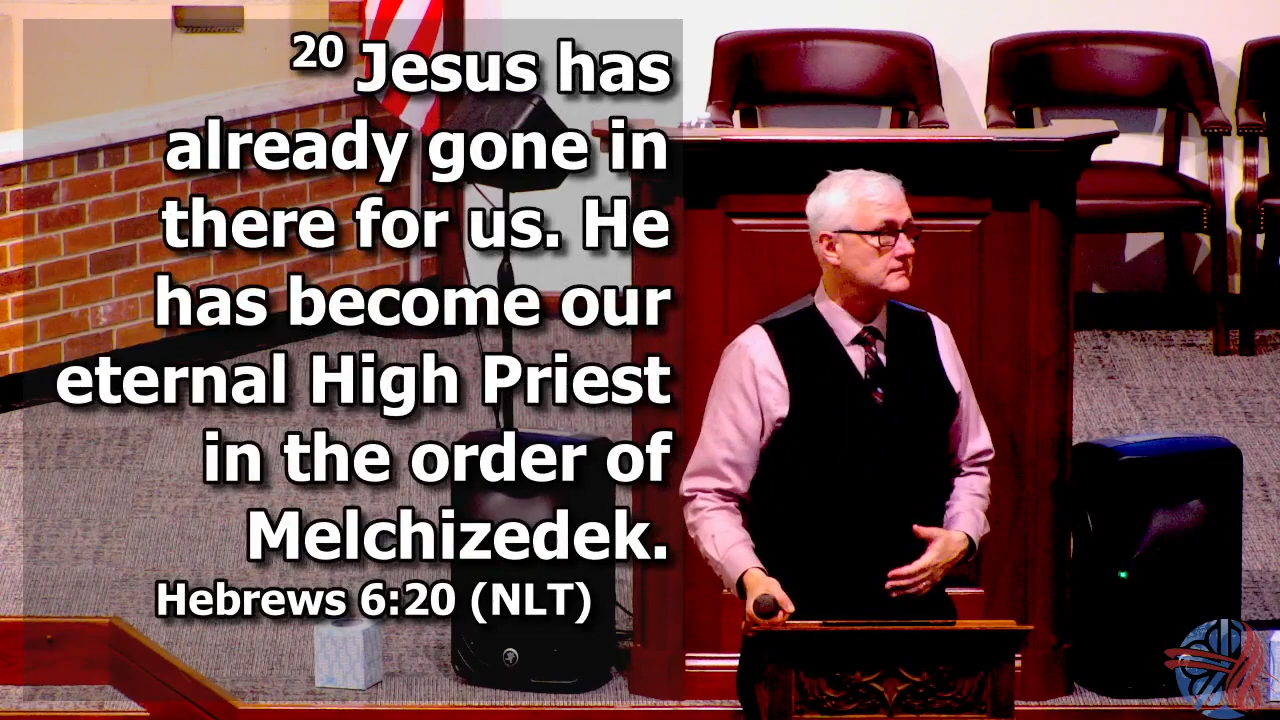 20 Jesus has
already gone in
there for us. He
has become our
eternal High Priest
in the order of
Melchizedek.
Hebrews 6:20 (NLT)